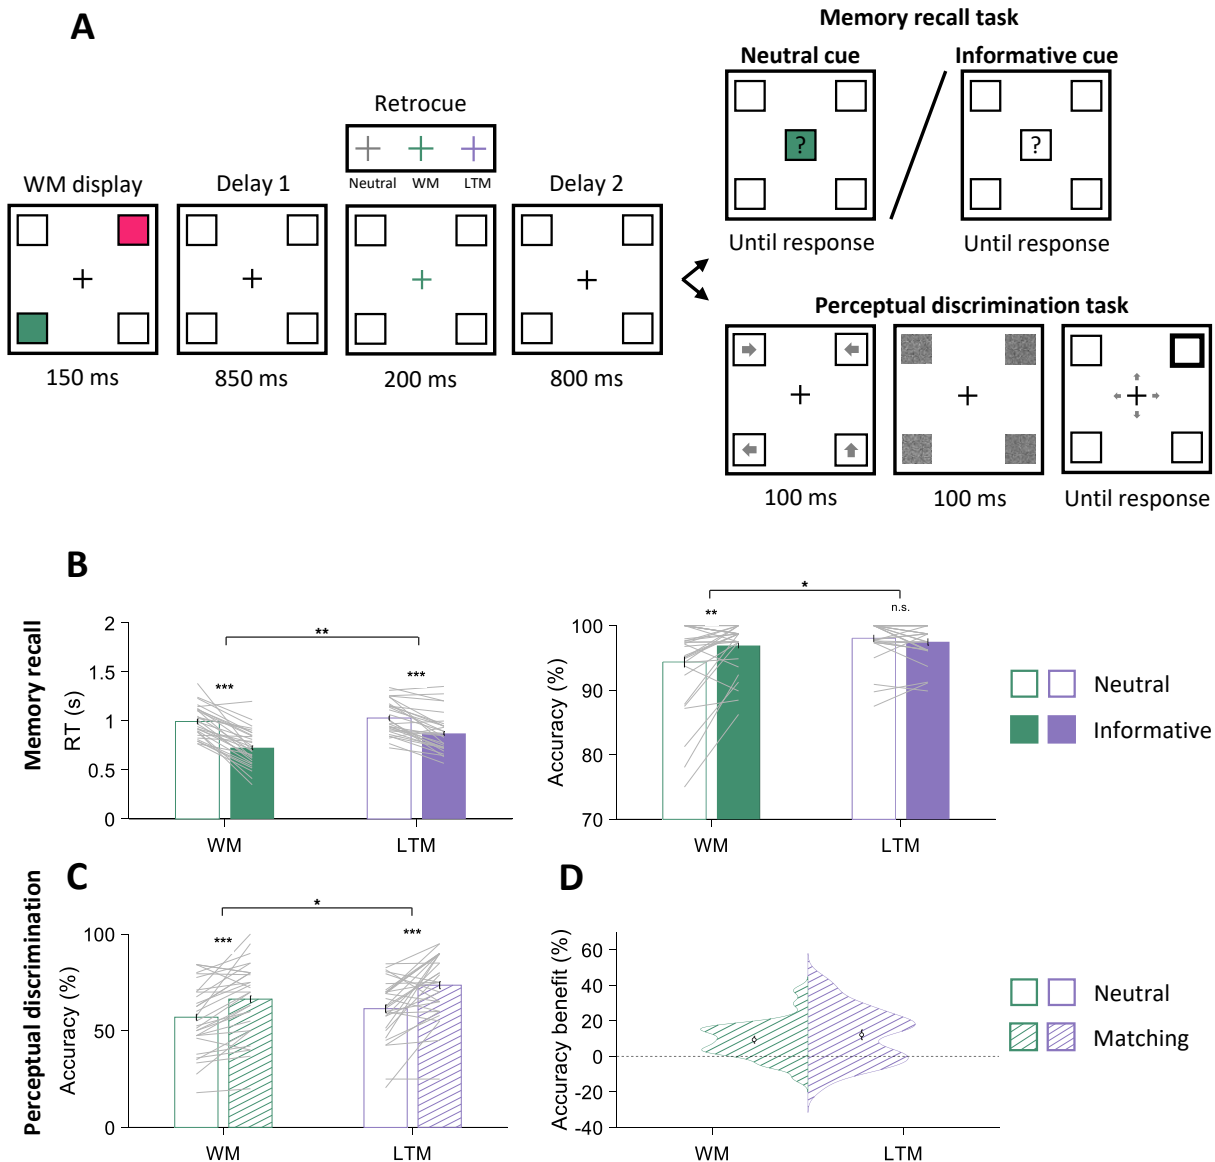 A
Memory recall task
Neutral cue
Informative cue
?
?
Until response
Until response
Retrocue
Neutral
WM
LTM
WM display
Delay 1
Delay 2
150 ms
850 ms
200 ms
800 ms
Perceptual discrimination task
100 ms
100 ms
Until response
B
Memory recall
RT (s)
2
1.5
1
0.5
0
**
***
***
WM
LTM
Accuracy (%)
100
90
80
70
*
**
n.s.
WM
LTM
Neutral
Informative
C
Perceptual discrimination
Accuracy (%)
100
50
0
*
***
***
WM
LTM
D
Accuracy benefit (%)
60
40
20
0
-20
-40
WM
LTM
Neutral
Matching